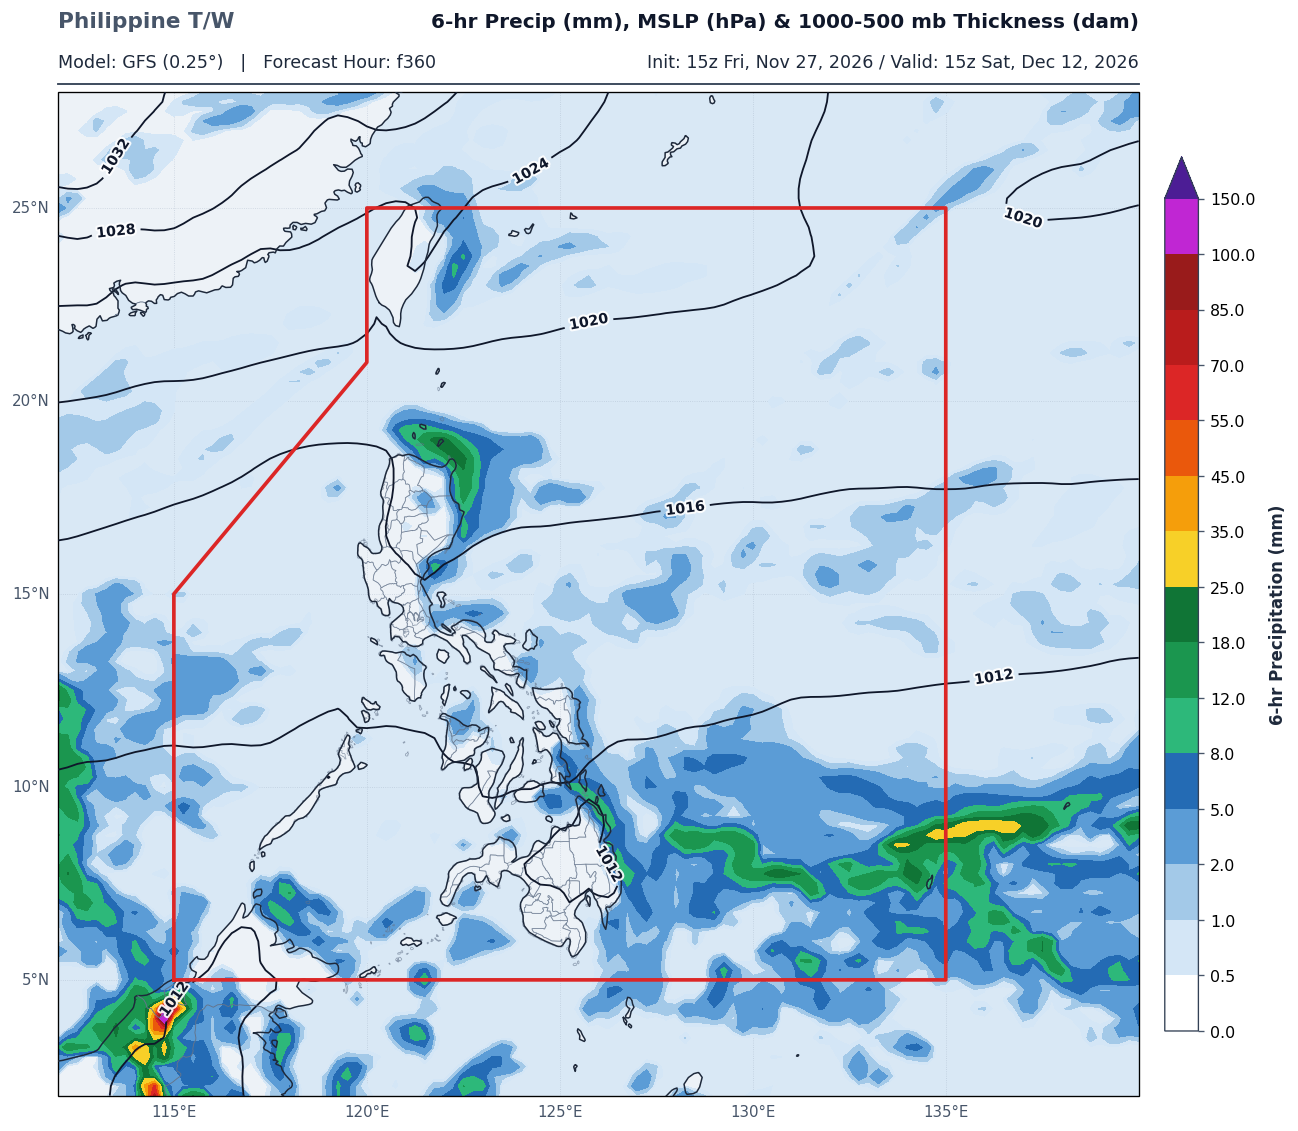 Philippine T/W
6-hr Precip (mm), MSLP (hPa) & 1000-500 mb Thickness (dam)
Model: GFS (0.25°) | Forecast Hour: f360
Init: 15z Fri, Nov 27, 2026 / Valid: 15z Sat, Dec 12, 2026
1032
1024
1028
1020
1020
1016
1012
1012
1012
25°N
20°N
15°N
10°N
5°N
115°E
120°E
125°E
130°E
135°E
150.0
100.0
85.0
70.0
55.0
45.0
35.0
25.0
18.0
12.0
8.0
5.0
2.0
1.0
0.5
0.0
6-hr Precipitation (mm)